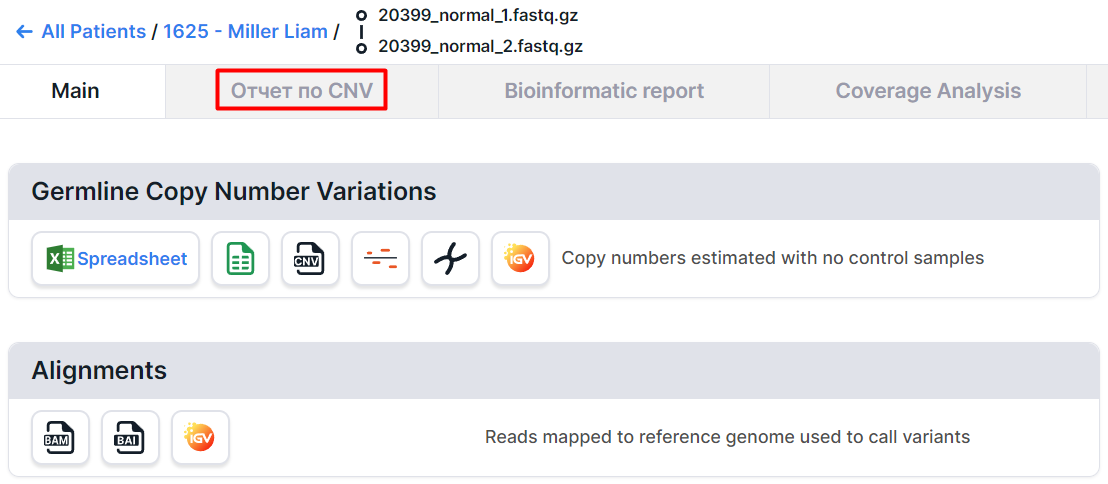 20399_normal_1.fastq.gz
← All Patients / 1625 - Miller Liam /
20399_normal_2.fastq.gz
Main
Отчет по CNV
Bioinformatic report
Coverage Analysis
Germline Copy Number Variations
X Spreadsheet
CNV
IGV
Copy numbers estimated with no control samples
Alignments
BAM
BAI
IGV
Reads mapped to reference genome used to call variants